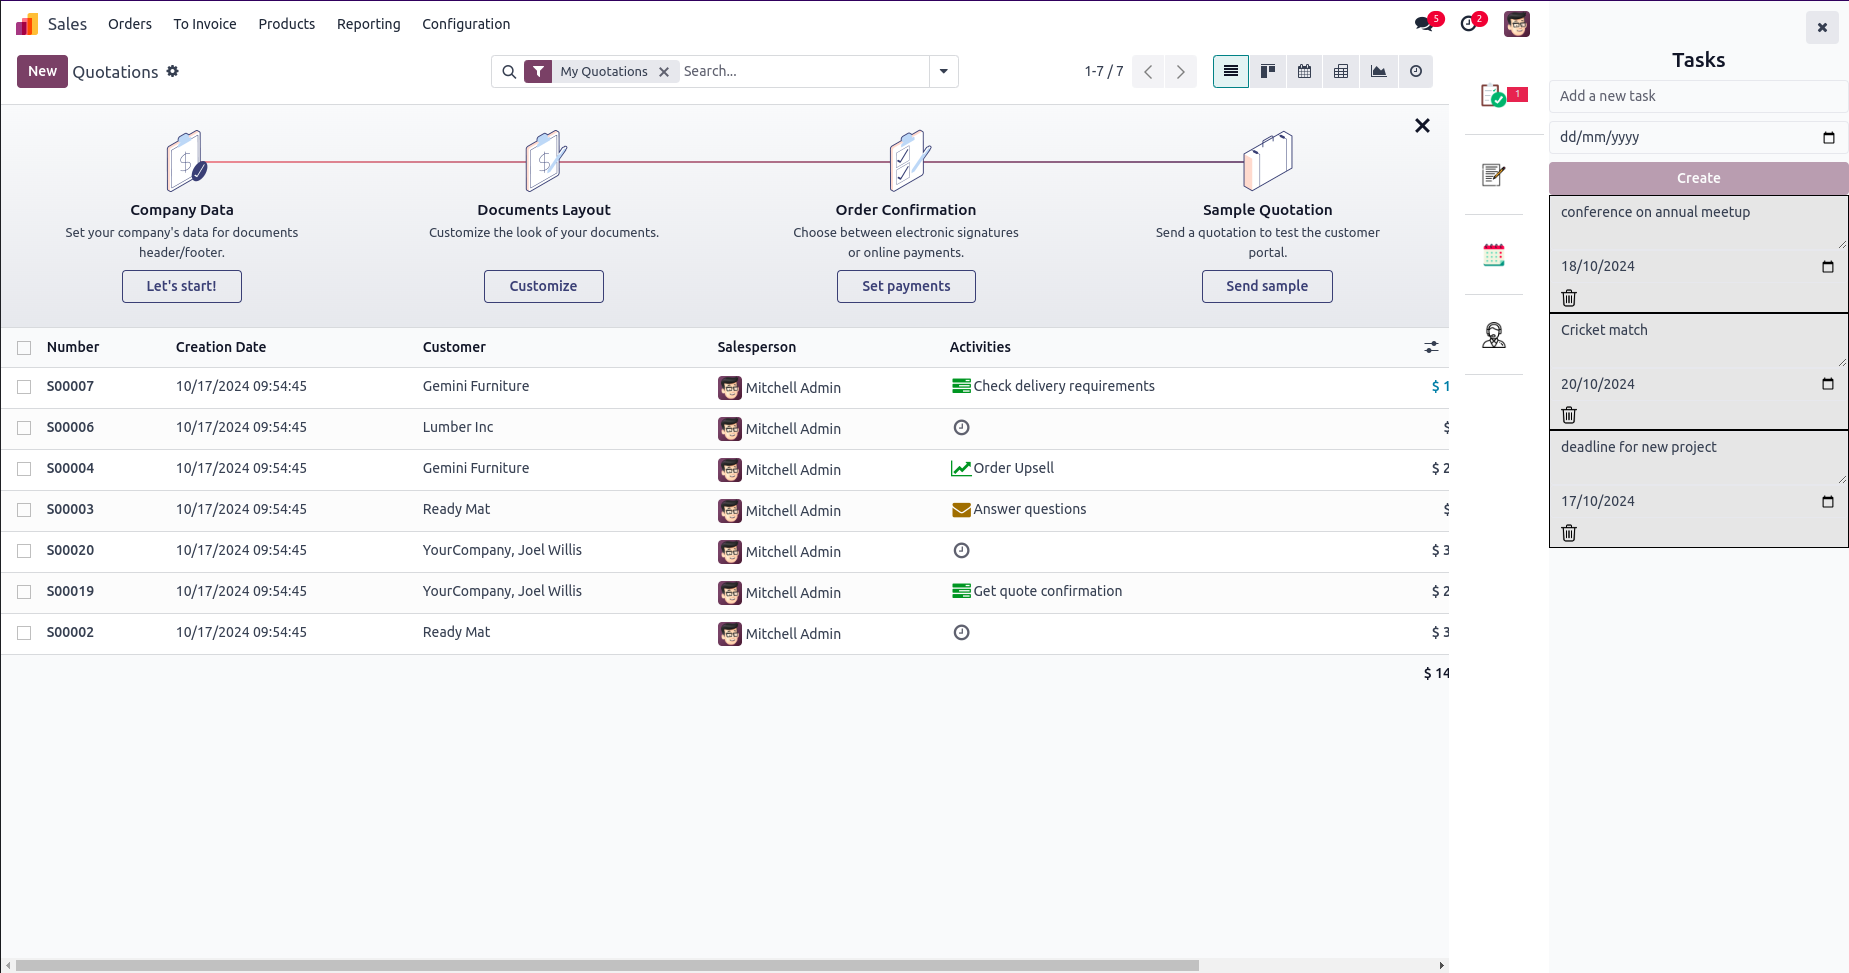 Sales Orders To Invoice Products Reporting Configuration 5 2
New Quotations My Quotations Search... 1-7 / 7
Company Data
Set your company's data for documents
header/footer.
Let's start!
Documents Layout
Customize the look of your documents.
Customize
Order Confirmation
Choose between electronic signatures
or online payments.
Set payments
Sample Quotation
Send a quotation to test the customer
portal.
Send sample
Number Creation Date Customer Salesperson Activities
S00007 10/17/2024 09:54:45 Gemini Furniture Mitchell Admin Check delivery requirements $ 1
S00006 10/17/2024 09:54:45 Lumber Inc Mitchell Admin $
S00004 10/17/2024 09:54:45 Gemini Furniture Mitchell Admin Order Upsell $ 2
S00003 10/17/2024 09:54:45 Ready Mat Mitchell Admin Answer questions $
S00020 10/17/2024 09:54:45 YourCompany, Joel Willis Mitchell Admin $ 3
S00019 10/17/2024 09:54:45 YourCompany, Joel Willis Mitchell Admin Get quote confirmation $ 2
S00002 10/17/2024 09:54:45 Ready Mat Mitchell Admin $ 3
$ 14
1
Tasks
Add a new task
dd/mm/yyyy
Create
conference on annual meetup
18/10/2024
Cricket match
20/10/2024
deadline for new project
17/10/2024